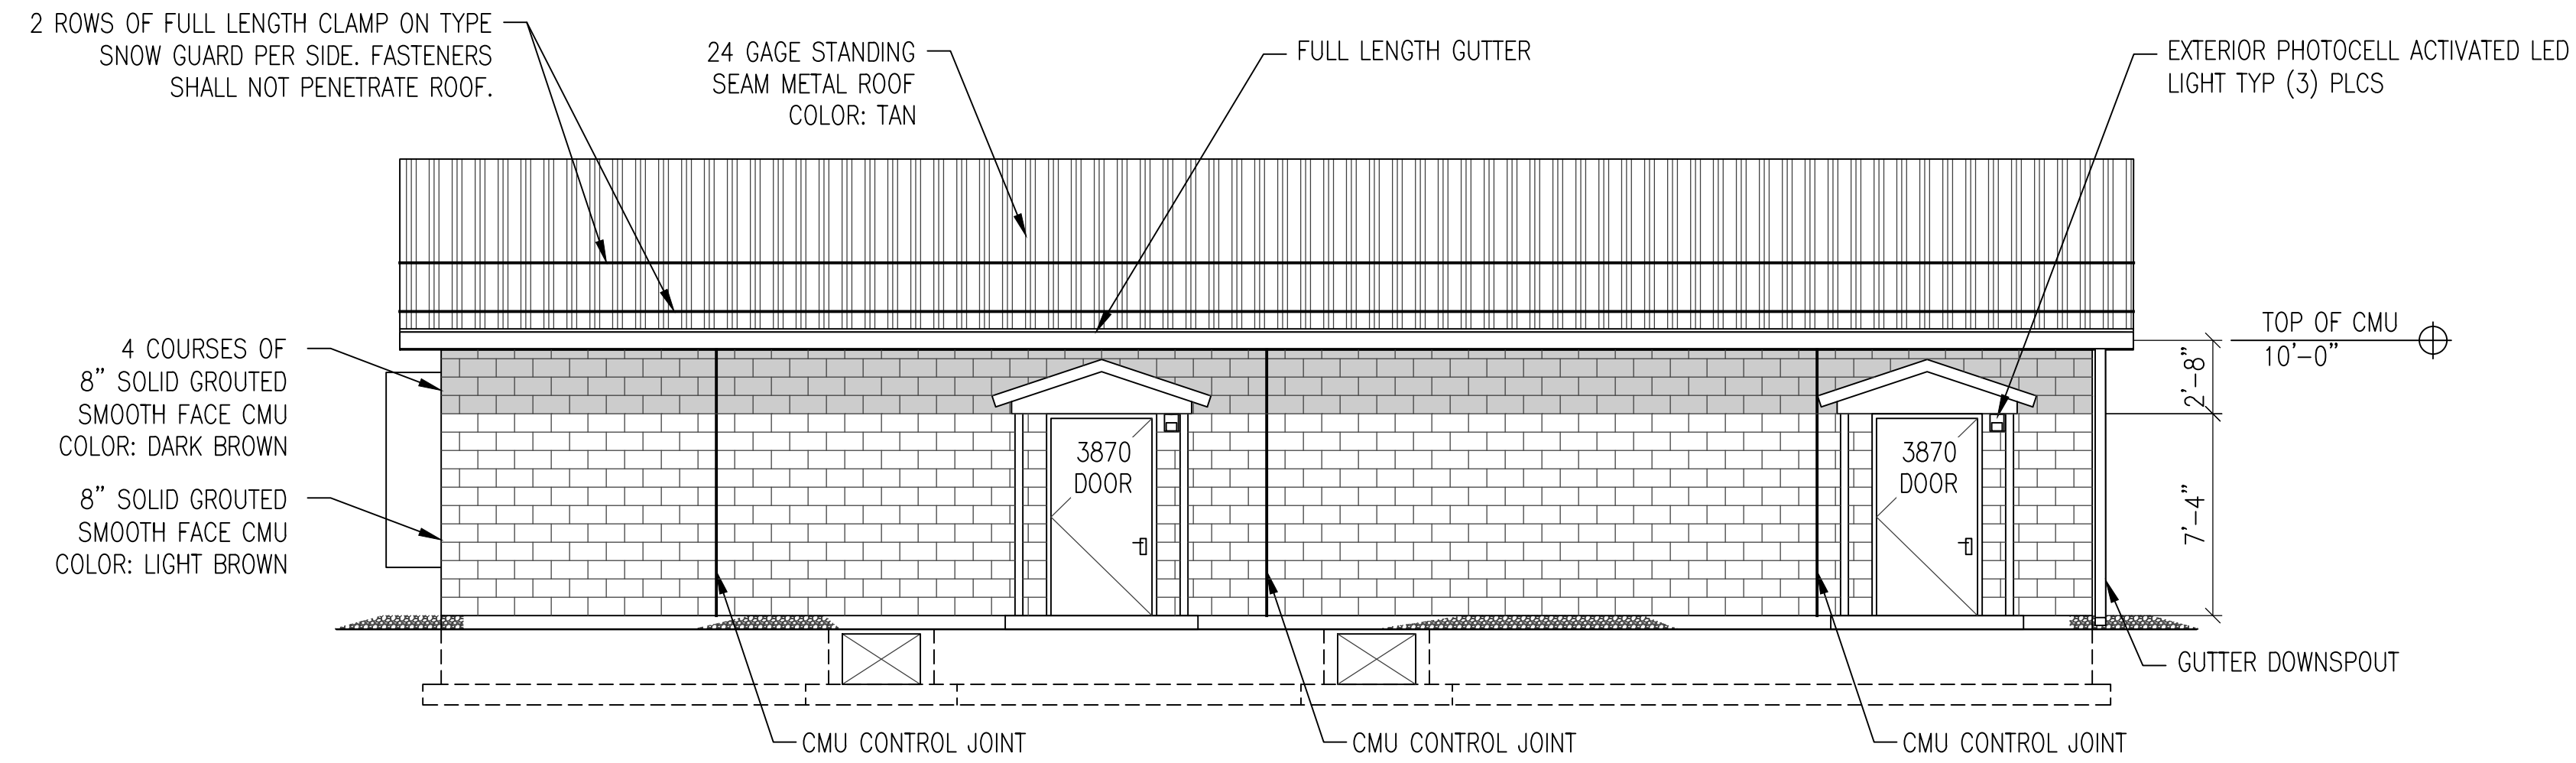 2 ROWS OF FULL LENGTH CLAMP ON TYPE
SNOW GUARD PER SIDE. FASTENERS
SHALL NOT PENETRATE ROOF.
24 GAGE STANDING
SEAM METAL ROOF
COLOR: TAN
FULL LENGTH GUTTER
EXTERIOR PHOTOCELL ACTIVATED LED
LIGHT TYP (3) PLCS
4 COURSES OF
8" SOLID GROUTED
SMOOTH FACE CMU
COLOR: DARK BROWN
8" SOLID GROUTED
SMOOTH FACE CMU
COLOR: LIGHT BROWN
3870
DOOR
3870
DOOR
TOP OF CMU
10'-0"
2'-8"
7'-4"
GUTTER DOWNSPOUT
CMU CONTROL JOINT
CMU CONTROL JOINT
CMU CONTROL JOINT